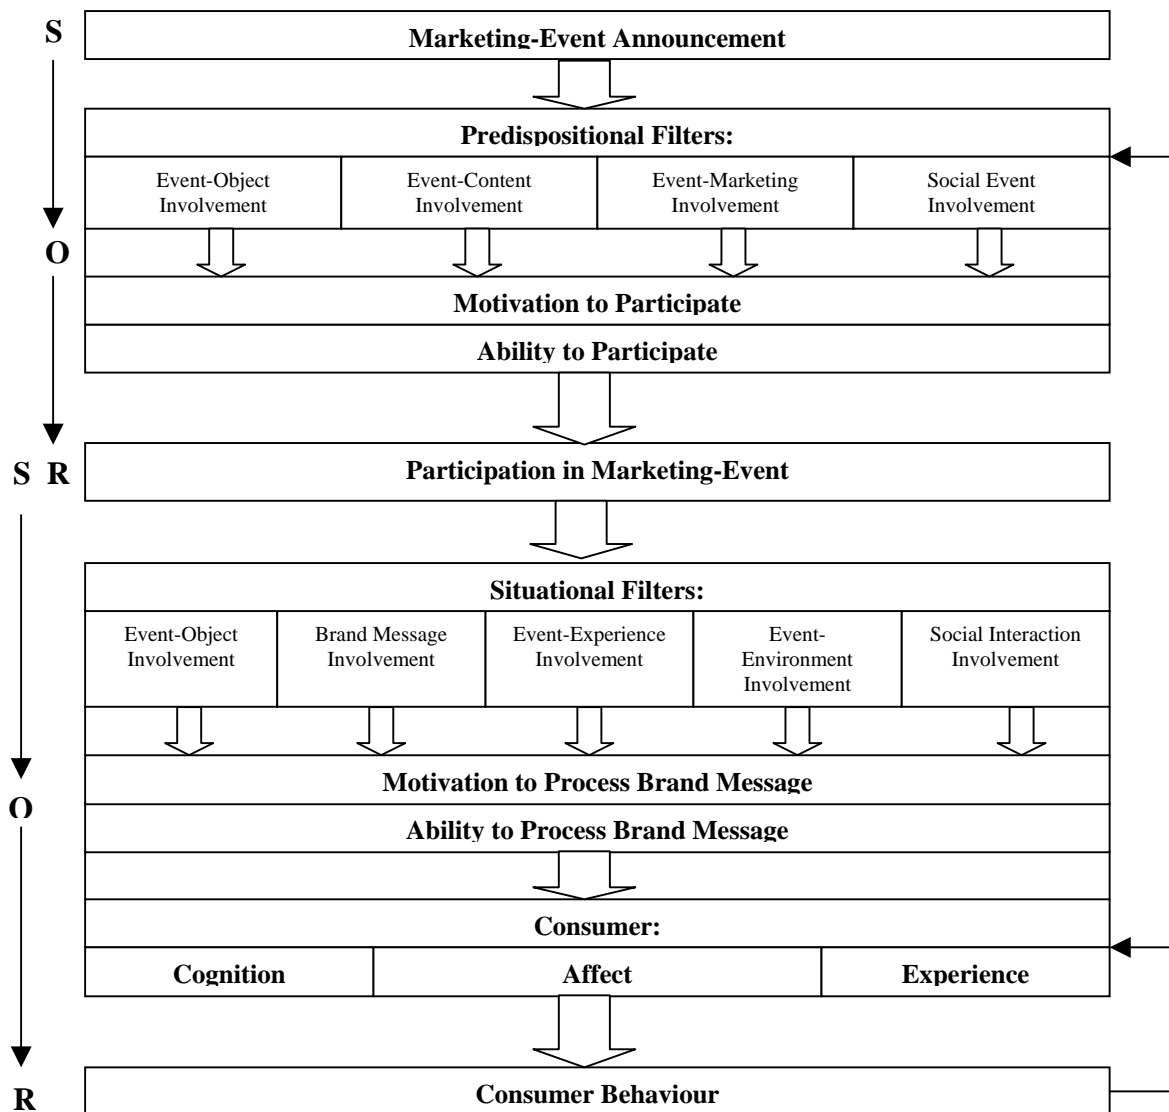 S
Marketing-Event Announcement
Predispositional Filters:
Event-Object
Involvement
Event-Content
Involvement
Event-Marketing
Involvement
Social Event
Involvement
O
Motivation to Participate
Ability to Participate
S R
Participation in Marketing-Event
Situational Filters:
Event-Object
Involvement
Brand Message
Involvement
Event-Experience
Involvement
Event-
Environment
Involvement
Social Interaction
Involvement
Motivation to Process Brand Message
O
Ability to Process Brand Message
Consumer:
Cognition
Affect
Experience
R
Consumer Behaviour